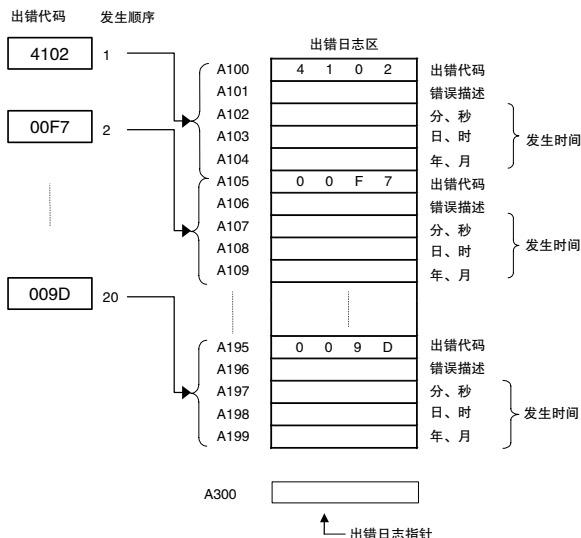 出错代码 发生顺序
出错日志区
4102 1
A100 4 1 0 2 出错代码
A101 错误描述
A102 分、秒
00F7 2 A103 日、时 发生时间
A104 年、月
A105 0 0 F 7 出错代码
A106 错误描述
A107 分、秒
A108 日、时 发生时间
A109 年、月
009D 20
A195 0 0 9 D 出错代码
A196 错误描述
A197 分、秒
A198 日、时 发生时间
A199 年、月
A300
出错日志指针